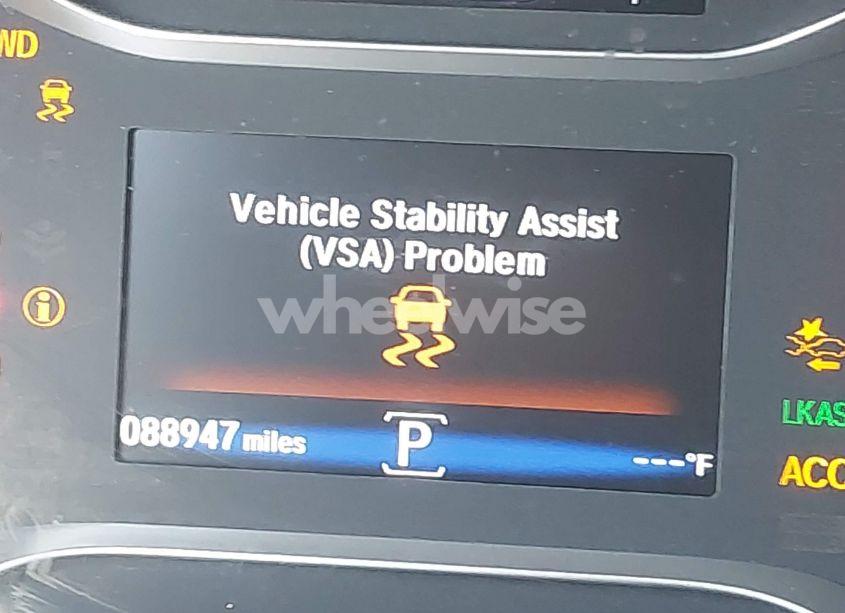 WD
Vehicle Stability Assist
(VSA) Problem
wheelwise
088947 miles
P
---°F
LKAS
ACC